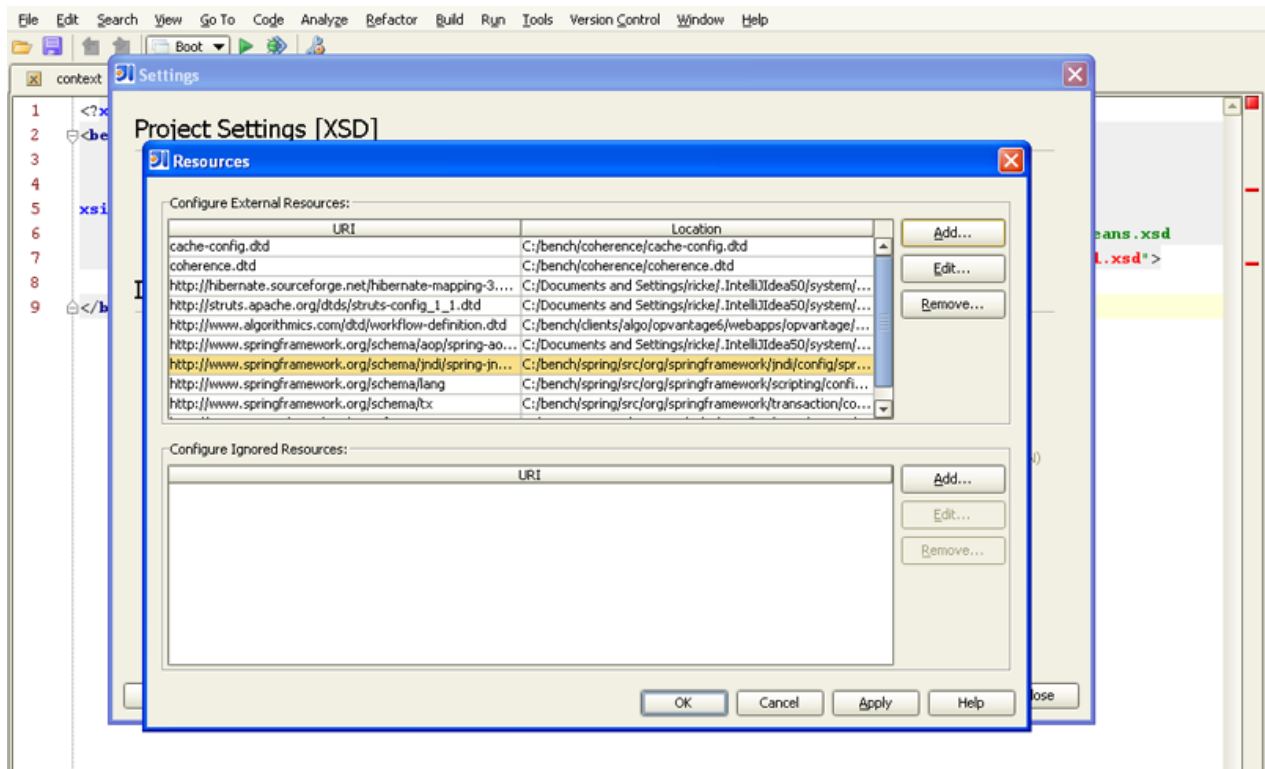 File Edit Search View Go To Code Analyze Refactor Build Run Tools Version Control Window Help
Boot
context
Settings
1 <?x
2 <be
Project Settings [XSD]
3
Resources
4
5 xsi
Configure External Resources:
URI Location
6 eans.xsd
7 l.xsd">
8
9 </b
cache-config.dtd C:/bench/coherence/cache-config.dtd
coherence.dtd C:/bench/coherence/coherence.dtd
http://hibernate.sourceforge.net/hibernate-mapping-3.... C:/Documents and Settings/ricke/.IntelliJIdea50/system/...
http://struts.apache.org/dtds/struts-config_1_1.dtd C:/Documents and Settings/ricke/.IntelliJIdea50/system/...
http://www.algorithmics.com/dtd/workflow-definition.dtd C:/bench/clients/algo/opvantage6/webapps/opvantage/...
http://www.springframework.org/schema/aop/spring-ao... C:/Documents and Settings/ricke/.IntelliJIdea50/system/...
http://www.springframework.org/schema/jndi/spring-jn... C:/bench/spring/src/org/springframework/jndi/config/spr...
http://www.springframework.org/schema/lang C:/bench/spring/src/org/springframework/scripting/confi...
http://www.springframework.org/schema/tx C:/bench/spring/src/org/springframework/transaction/co...
Add...
Edit...
Remove...
Configure Ignored Resources:
URI
Add...
Edit...
Remove...
OK Cancel Apply Help
lose